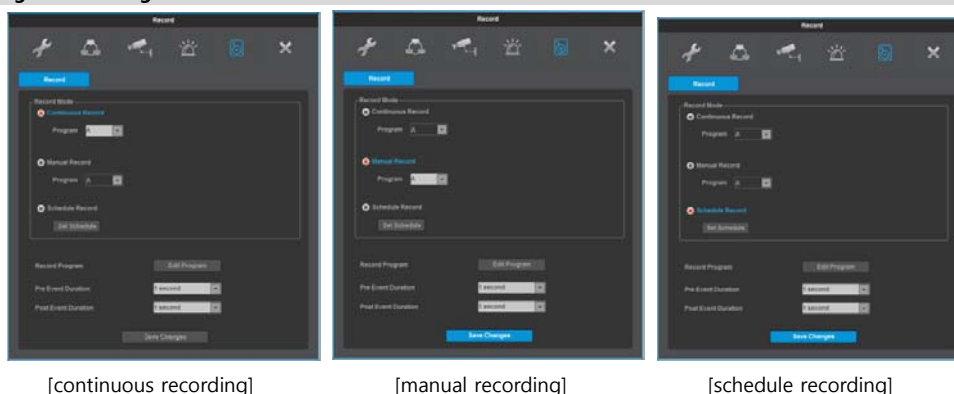 Record
Record
Record Mode
Continuous Record
Program A
Manual Record
Program A
Schedule Record
Set Schedule
Record Program Edit Program
Pre Event Duration 1 second
Post Event Duration 1 second
Save Changes
[continuous recording]
Record
Record
Record Mode
Continuous Record
Program A
Manual Record
Program A
Schedule Record
Set Schedule
Record Program Edit Program
Pre Event Duration 1 second
Post Event Duration 1 second
Save Changes
[manual recording]
Record
Record
Record Mode
Continuous Record
Program A
Manual Record
Program A
Schedule Record
Set Schedule
Record Program Edit Program
Pre Event Duration 1 second
Post Event Duration 1 second
Save Changes
[schedule recording]